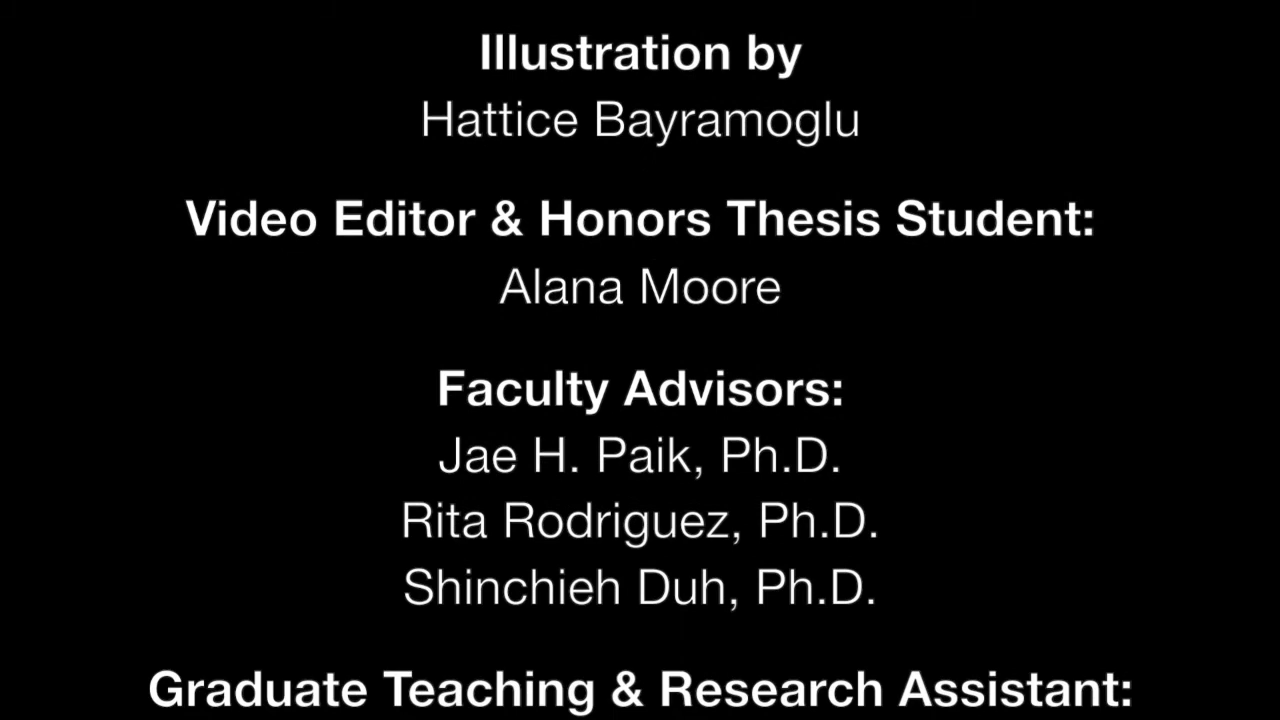 Illustration by
Hattice Bayramoglu
Video Editor & Honors Thesis Student:
Alana Moore
Faculty Advisors:
Jae H. Paik, Ph.D.
Rita Rodriguez, Ph.D.
Shinchieh Duh, Ph.D.
Graduate Teaching & Research Assistant: